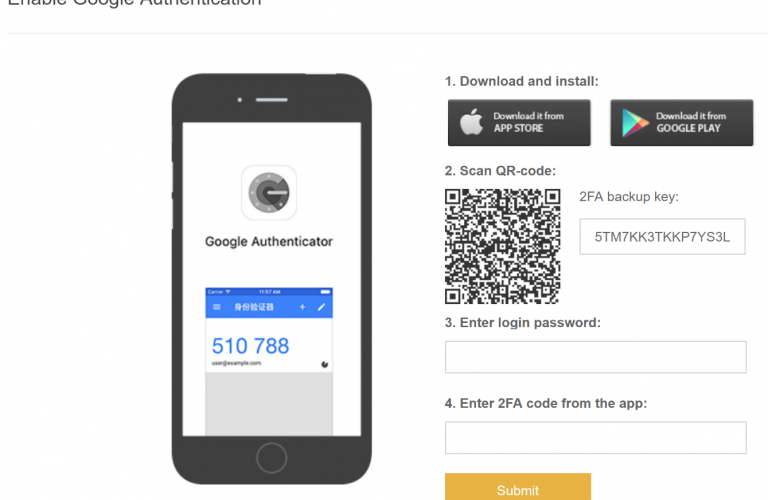 Enable Google Authentication
1. Download and install:
Download it from
APP STORE
Download it from
GOOGLE PLAY
2. Scan QR-code:
2FA backup key:
5TM7KK3TKKP7YS3L
Google Authenticator
Carrier 11:57 AM
身份验证器
510 788
user@example.com
3. Enter login password:
4. Enter 2FA code from the app:
Submit